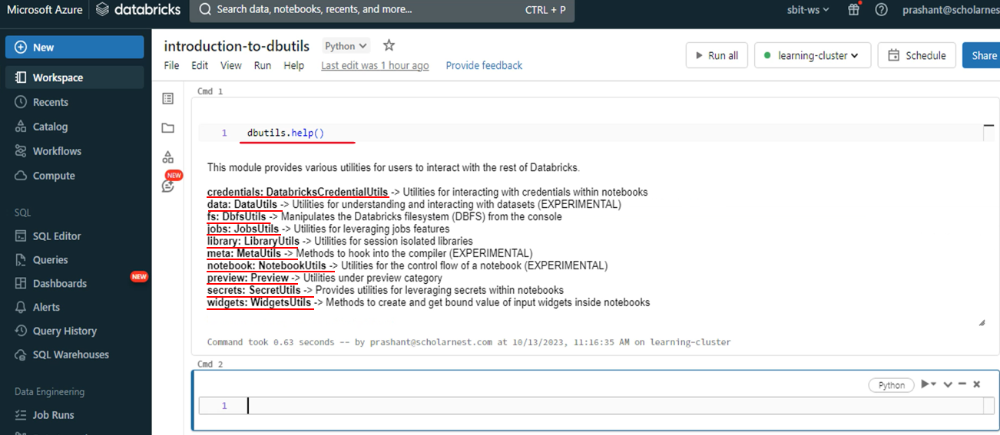 Microsoft Azure databricks Search data, notebooks, recents, and more... CTRL + P sbit-ws prashant@scholarnes
New
Workspace
Recents
Catalog
Workflows
Compute
SQL
SQL Editor
Queries
Dashboards NEW
Alerts
Query History
SQL Warehouses
Data Engineering
Job Runs
introduction-to-dbutils Python
File Edit View Run Help Last edit was 1 hour ago Provide feedback
Run all learning-cluster Schedule Share
NEW
Cmd 1
1 dbutils.help()
This module provides various utilities for users to interact with the rest of Databricks.
credentials: DatabricksCredentialUtils -> Utilities for interacting with credentials within notebooks
data: DataUtils -> Utilities for understanding and interacting with datasets (EXPERIMENTAL)
fs: DbfsUtils -> Manipulates the Databricks filesystem (DBFS) from the console
jobs: JobsUtils -> Utilities for leveraging jobs features
library: LibraryUtils -> Utilities for session isolated libraries
meta: MetaUtils -> Methods to hook into the compiler (EXPERIMENTAL)
notebook: NotebookUtils -> Utilities for the control flow of a notebook (EXPERIMENTAL)
preview: Preview -> Utilities under preview category
secrets: SecretUtils -> Provides utilities for leveraging secrets within notebooks
widgets: WidgetsUtils -> Methods to create and get bound value of input widgets inside notebooks
Command took 0.63 seconds -- by prashant@scholarnest.com at 10/13/2023, 11:16:35 AM on learning-cluster
Cmd 2
Python
1